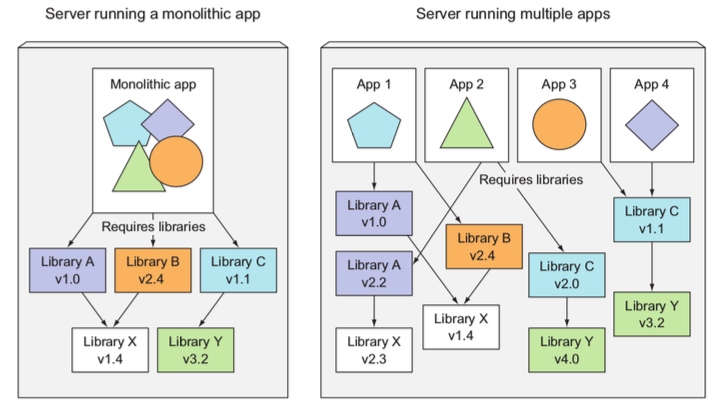 Server running a monolithic app
Monolithic app
Requires libraries
Library A
v1.0
Library B
v2.4
Library C
v1.1
Library X
v1.4
Library Y
v3.2
Server running multiple apps
App 1
App 2
App 3
App 4
Requires libraries
Library A
v1.0
Library B
v2.4
Library C
v1.1
Library A
v2.2
Library C
v2.0
Library X
v1.4
Library Y
v3.2
Library X
v2.3
Library Y
v4.0